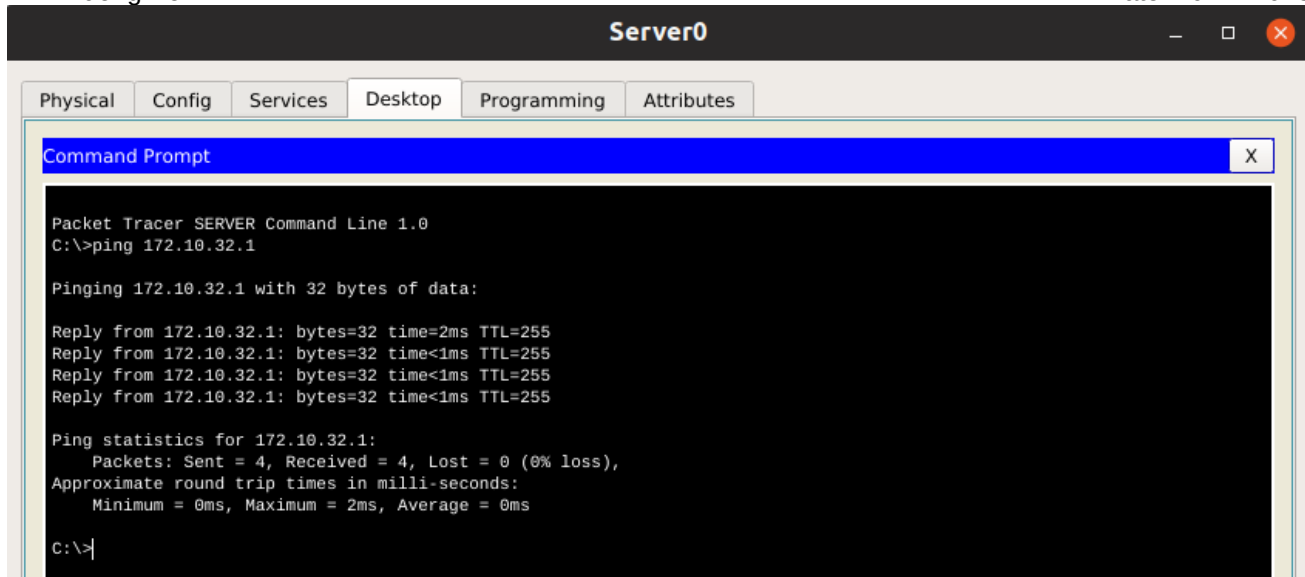 Server0
Physical Config Services Desktop Programming Attributes
Command Prompt X
Packet Tracer SERVER Command Line 1.0
C:\>ping 172.10.32.1
Pinging 172.10.32.1 with 32 bytes of data:
Reply from 172.10.32.1: bytes=32 time=2ms TTL=255
Reply from 172.10.32.1: bytes=32 time<1ms TTL=255
Reply from 172.10.32.1: bytes=32 time<1ms TTL=255
Reply from 172.10.32.1: bytes=32 time<1ms TTL=255
Ping statistics for 172.10.32.1:
Packets: Sent = 4, Received = 4, Lost = 0 (0% loss),
Approximate round trip times in milli-seconds:
Minimum = 0ms, Maximum = 2ms, Average = 0ms
C:\>